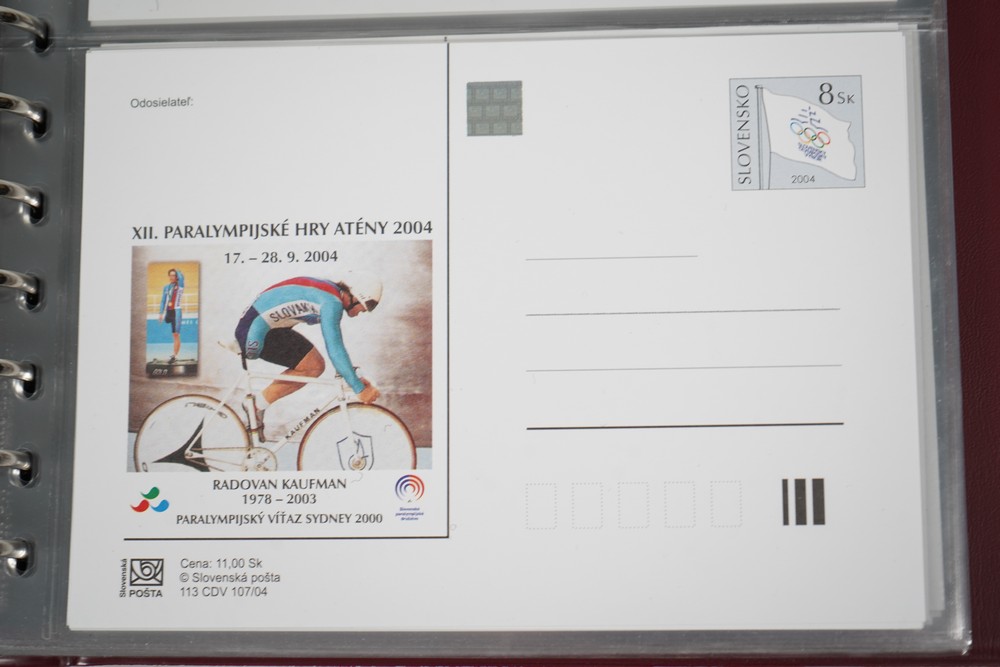 Odosielateľ:
XII. PARALYMPIJSKÉ HRY ATÉNY 2004
17. – 28. 9. 2004
SLOVAKIA
KAUFMAN
RADOVAN KAUFMAN
1978 – 2003
PARALYMPIJSKÝ VÍŤAZ SYDNEY 2000
Slovenská
POŠTA
Cena: 11,00 Sk
© Slovenská pošta
113 CDV 107/04
SLOVENSKO
8 Sk
2004